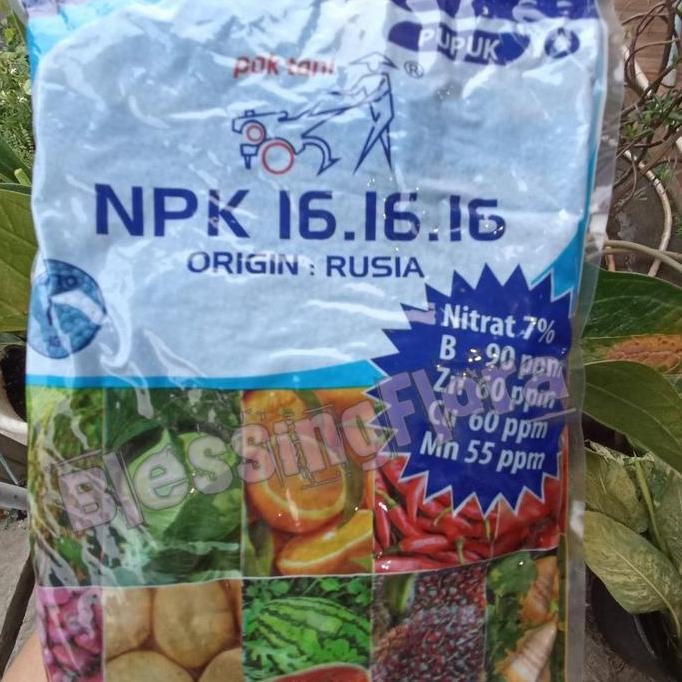 PUPUK
pak tani
®
NPK 16.16.16
ORIGIN : RUSIA
Nitrat 7%
B : 90 ppm
Zn 60 ppm
Cu 60 ppm
Mn 55 ppm
BlessingFlora